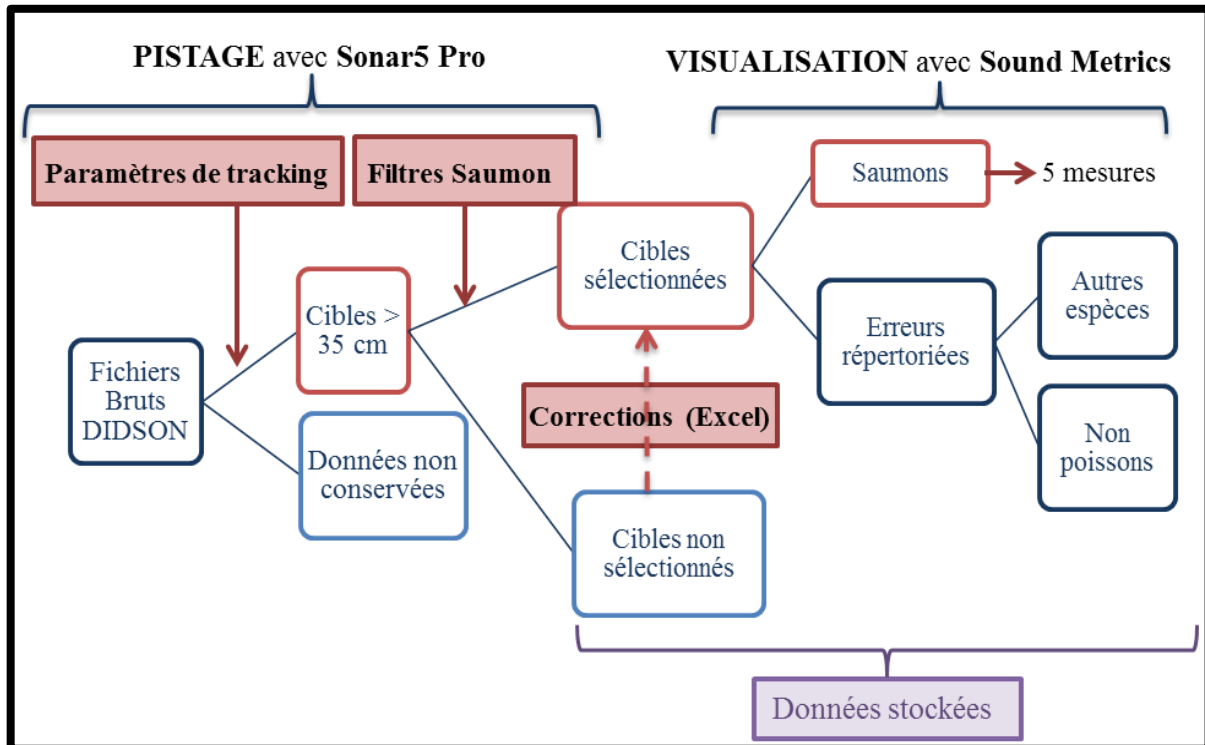 PISTAGE avec Sonar5 Pro
VISUALISATION avec Sound Metrics
Paramètres de tracking
Filtres Saumon
Saumons
5 mesures
Cibles
sélectionnées
Cibles >
35 cm
Autres
espèces
Erreurs
répertoriées
Fichiers
Bruts
DIDSON
Corrections (Excel)
Données non
conservées
Non
poissons
Cibles non
sélectionnés
Données stockées